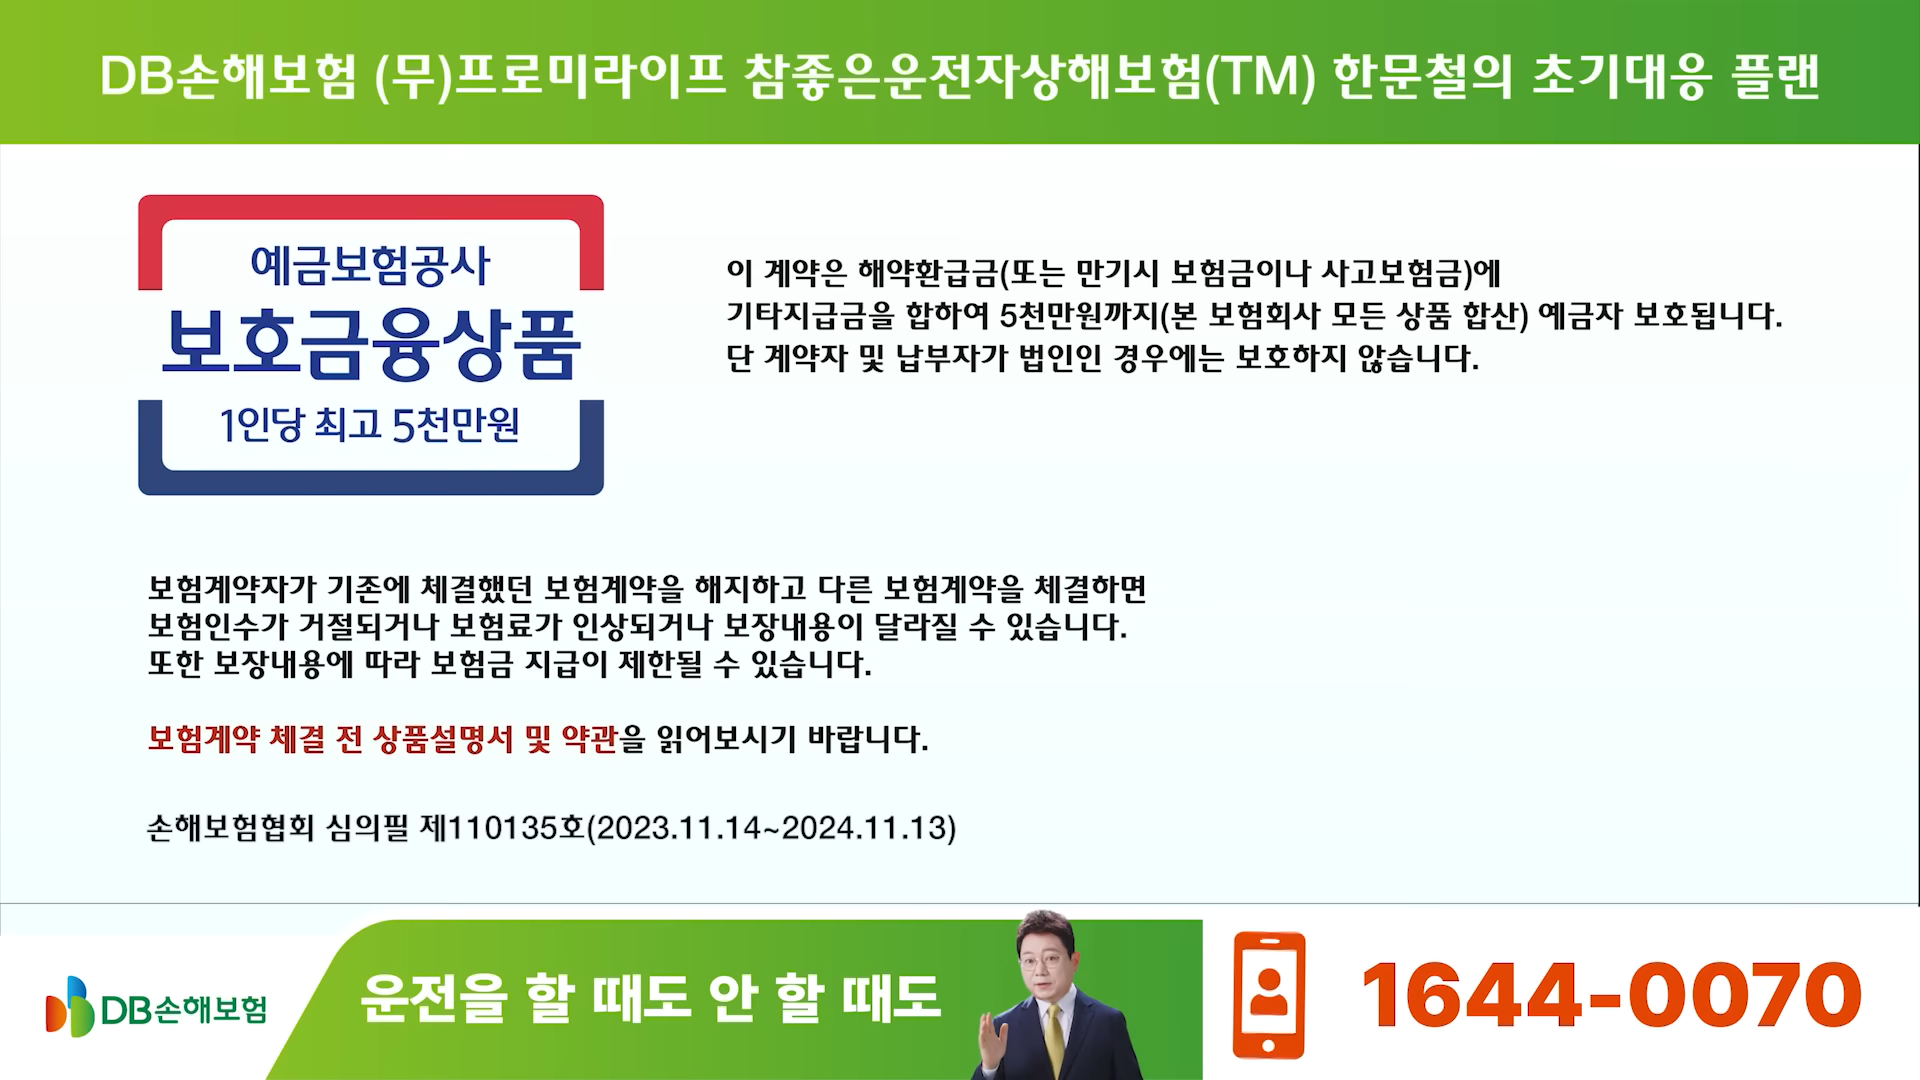 DB손해보험 (무)프로미라이프 참좋은운전자상해보험(TM) 한문철의 초기대응 플랜
예금보험공사
보호금융상품
1인당 최고 5천만원
이 계약은 해약환급금(또는 만기시 보험금이나 사고보험금)에
기타지급금을 합하여 5천만원까지(본 보험회사 모든 상품 합산) 예금자 보호됩니다.
단 계약자 및 납부자가 법인인 경우에는 보호하지 않습니다.
보험계약자가 기존에 체결했던 보험계약을 해지하고 다른 보험계약을 체결하면
보험인수가 거절되거나 보험료가 인상되거나 보장내용이 달라질 수 있습니다.
또한 보장내용에 따라 보험금 지급이 제한될 수 있습니다.
보험계약 체결 전 상품설명서 및 약관을 읽어보시기 바랍니다.
손해보험협회 심의필 제110135호(2023.11.14~2024.11.13)
DB손해보험
운전을 할 때도 안 할 때도
1644-0070